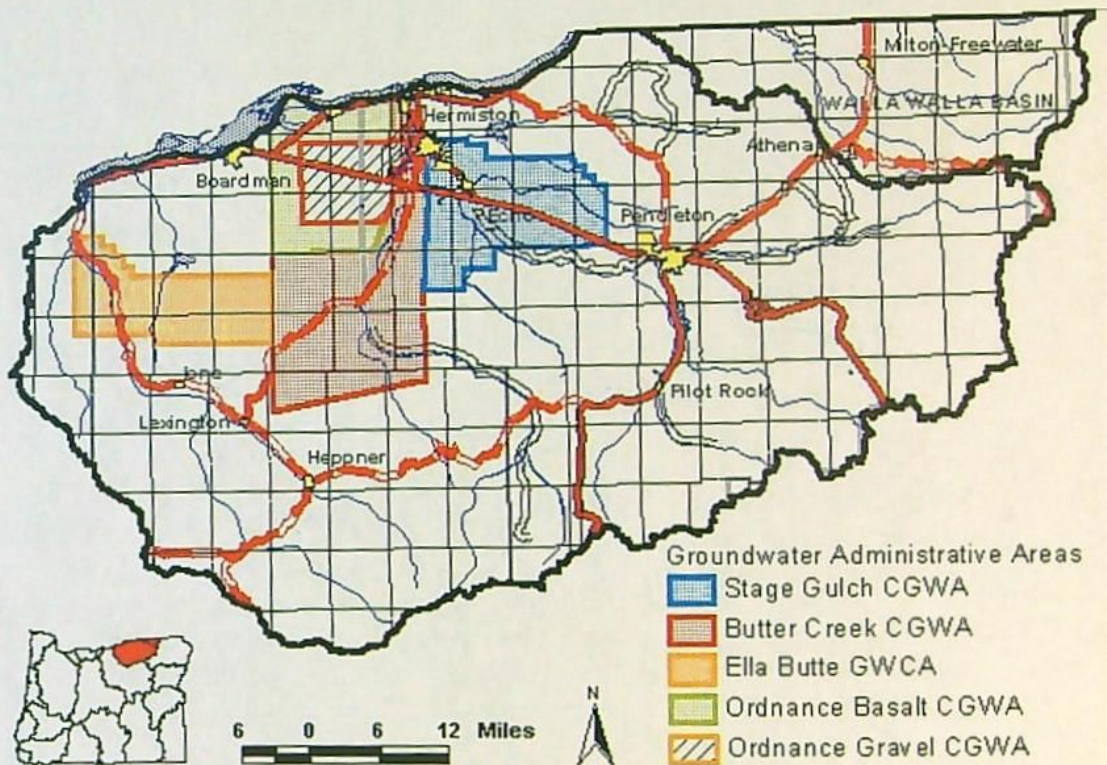 Milton-Freewater
WALLA WALLA BASIN
Hermiston
Athena
Boardman
Echo
Pendleton
Ione
Pilot Rock
Lexington
Heppner
Groundwater Administrative Areas
Stage Gulch CGWA
Butter Creek CGWA
Ella Butte GWCA
Ordnance Basalt CGWA
Ordnance Gravel CGWA
N
6 0 6 12 Miles